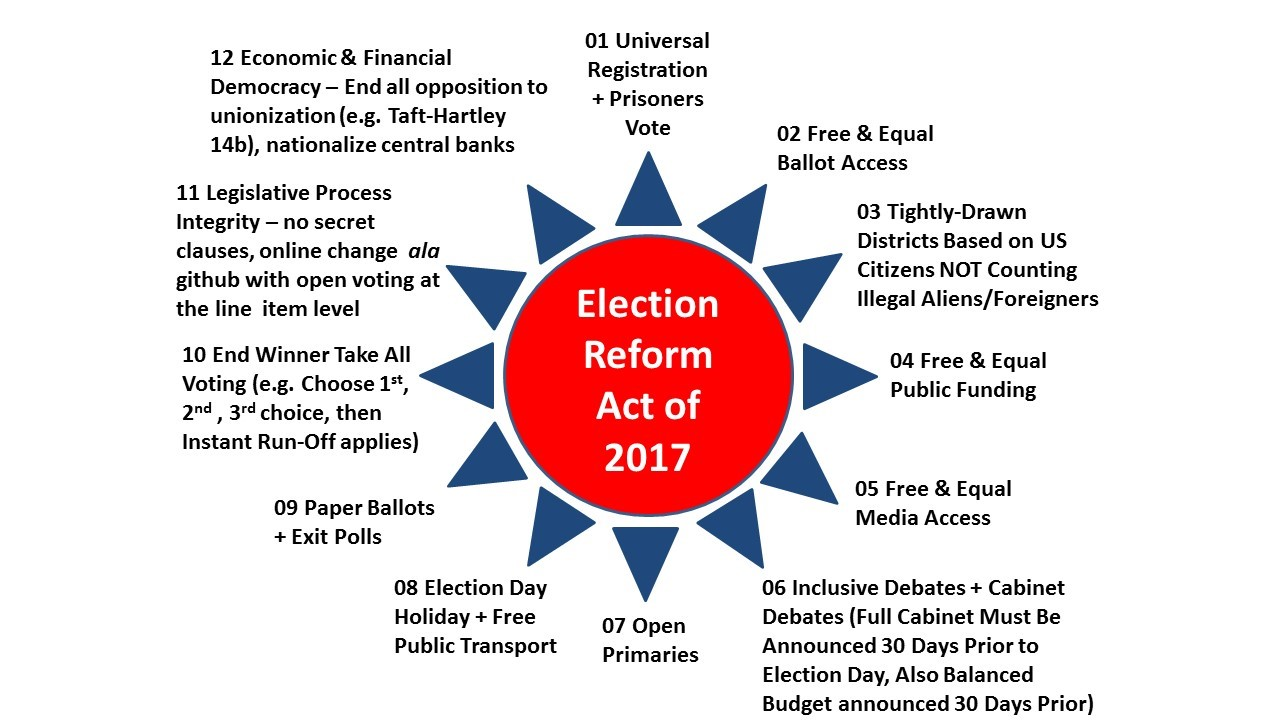 Election
Reform
Act of
2017
01 Universal
Registration
+ Prisoners
Vote
02 Free & Equal
Ballot Access
03 Tightly-Drawn
Districts Based on US
Citizens NOT Counting
Illegal Aliens/Foreigners
04 Free & Equal
Public Funding
05 Free & Equal
Media Access
06 Inclusive Debates + Cabinet
Debates (Full Cabinet Must Be
Announced 30 Days Prior to
Election Day, Also Balanced
Budget announced 30 Days Prior)
07 Open
Primaries
08 Election Day
Holiday + Free
Public Transport
09 Paper Ballots
+ Exit Polls
10 End Winner Take All
Voting (e.g. Choose 1st,
2nd , 3rd choice, then
Instant Run-Off applies)
11 Legislative Process
Integrity – no secret
clauses, online change ala
github with open voting at
the line item level
12 Economic & Financial
Democracy – End all opposition to
unionization (e.g. Taft-Hartley
14b), nationalize central banks